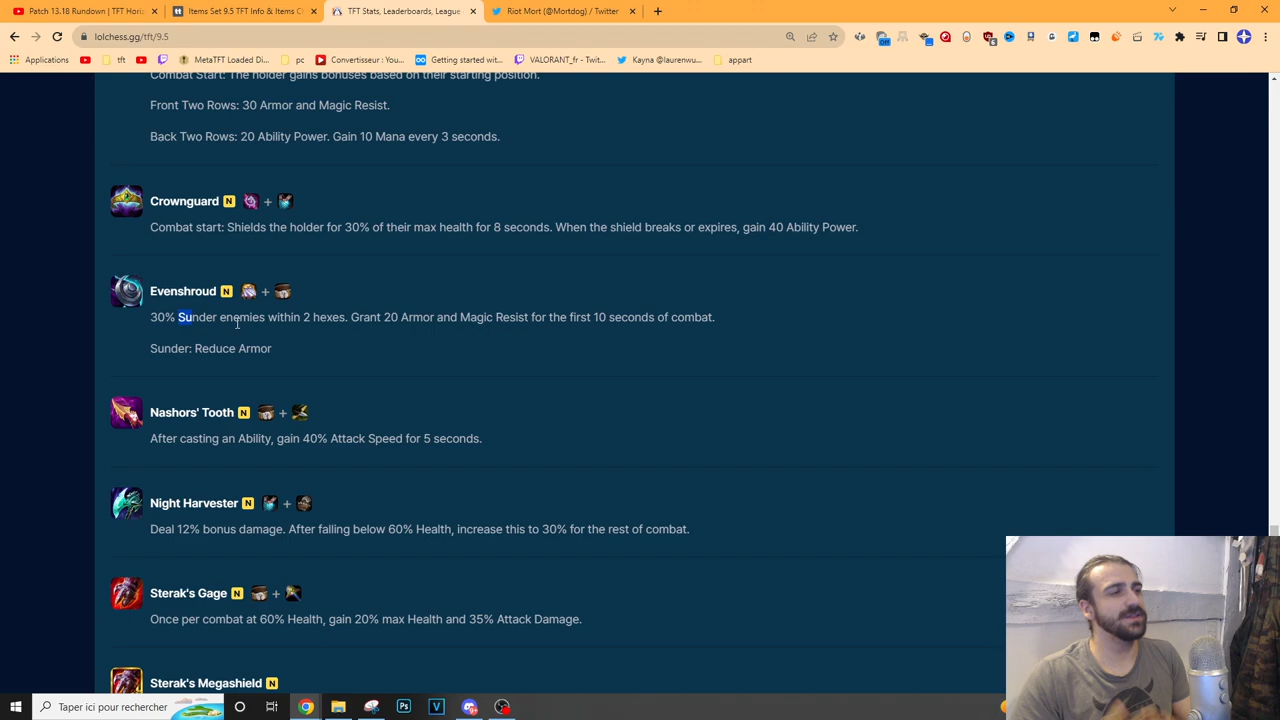 Patch 13.18 Rundown | TFT Horiz
Items Set 9.5 TFT Info & Items C
TFT Stats, Leaderboards, League
Riot Mort (@Mortdog) / Twitter
lolchess.gg/tft/9.5
Applications
tft
MetaTFT Loaded Di...
pc
Convertisseur : You...
Getting started wit...
VALORANT_fr - Twit...
Kayna (@laurenwu...
appart
Combat Start: The holder gains bonuses based on their starting position.
Front Two Rows: 30 Armor and Magic Resist.
Back Two Rows: 20 Ability Power. Gain 10 Mana every 3 seconds.
Crownguard N +
Combat start: Shields the holder for 30% of their max health for 8 seconds. When the shield breaks or expires, gain 40 Ability Power.
Evenshroud N +
30% Sunder enemies within 2 hexes. Grant 20 Armor and Magic Resist for the first 10 seconds of combat.
Sunder: Reduce Armor
Nashors' Tooth N +
After casting an Ability, gain 40% Attack Speed for 5 seconds.
Night Harvester N +
Deal 12% bonus damage. After falling below 60% Health, increase this to 30% for the rest of combat.
Sterak's Gage N +
Once per combat at 60% Health, gain 20% max Health and 35% Attack Damage.
Sterak's Megashield N
Taper ici pour rechercher